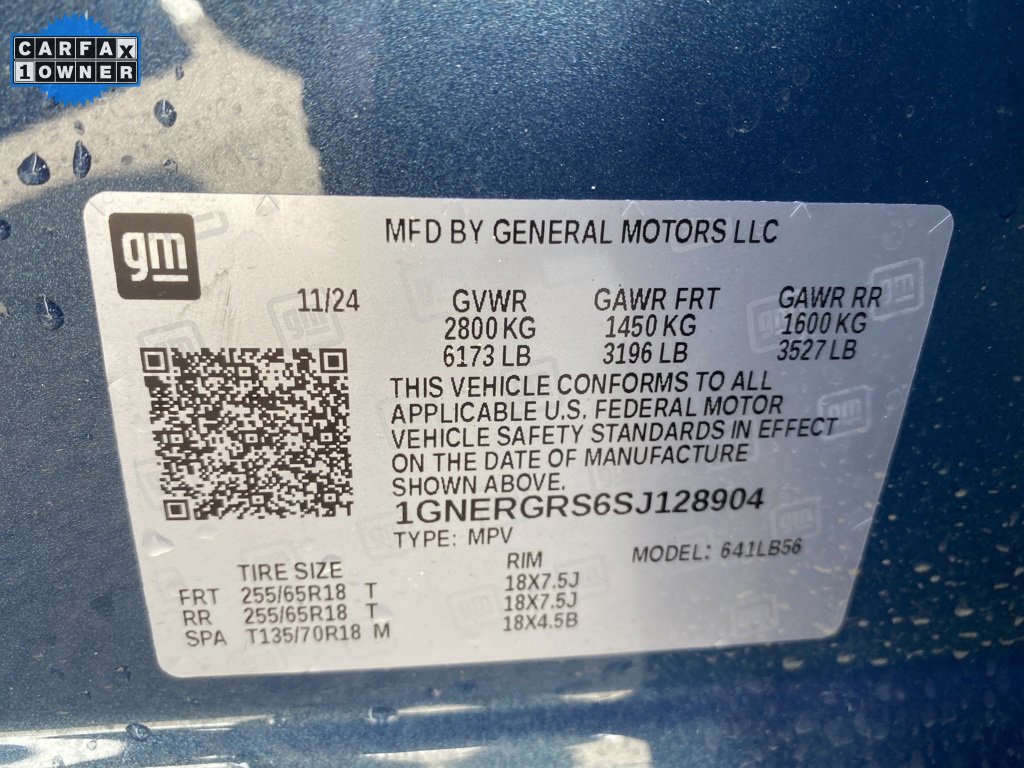 CARFAX
1 OWNER
gm
MFD BY GENERAL MOTORS LLC
11/24 GVWR GAWR FRT GAWR RR
2800 KG 1450 KG 1600 KG
6173 LB 3196 LB 3527 LB
THIS VEHICLE CONFORMS TO ALL
APPLICABLE U.S. FEDERAL MOTOR
VEHICLE SAFETY STANDARDS IN EFFECT
ON THE DATE OF MANUFACTURE
SHOWN ABOVE.
1GNERGRS6SJ128904
TYPE: MPV MODEL: 641LB56
TIRE SIZE RIM
FRT 255/65R18 T 18X7.5J
RR 255/65R18 T 18X7.5J
SPA T135/70R18 M 18X4.5B